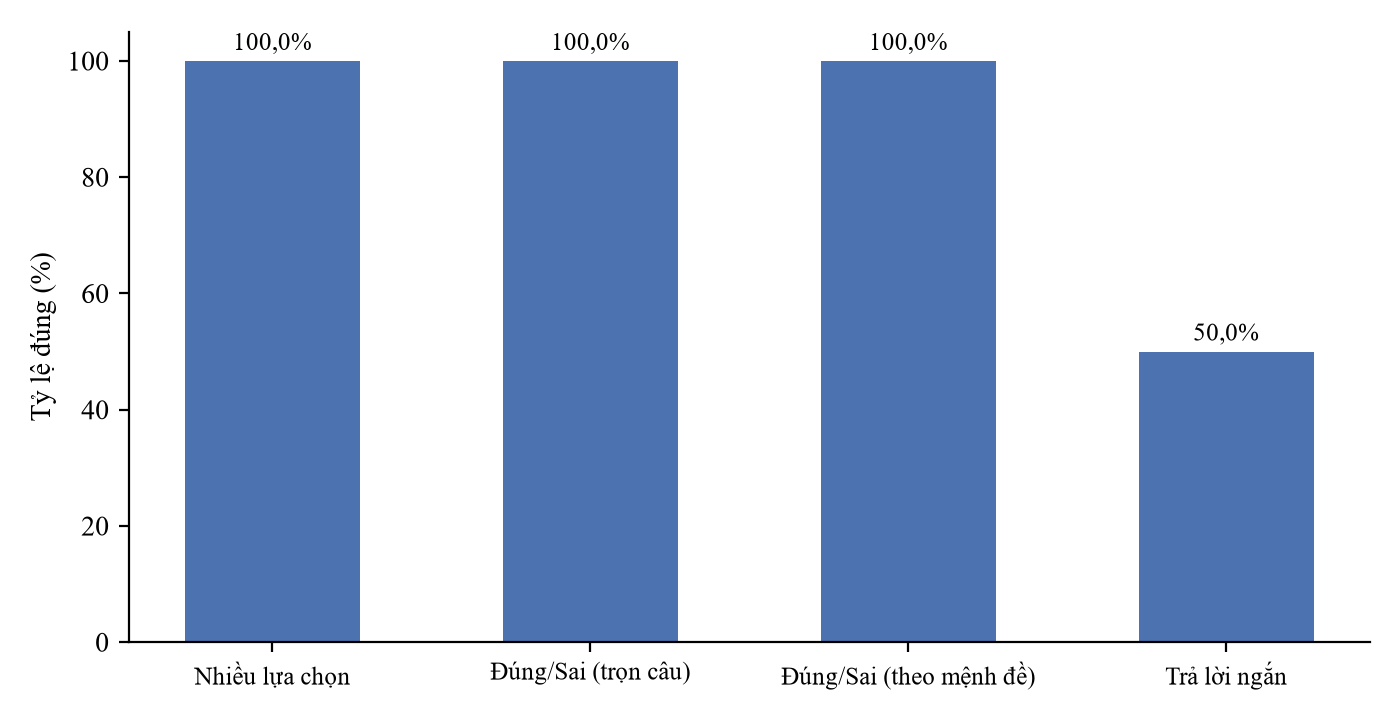 100,0%
100,0%
100,0%
50,0%
Tỷ lệ đúng (%)
100
80
60
40
20
0
Nhiều lựa chọn
Đúng/Sai (trọn câu)
Đúng/Sai (theo mệnh đề)
Trả lời ngắn